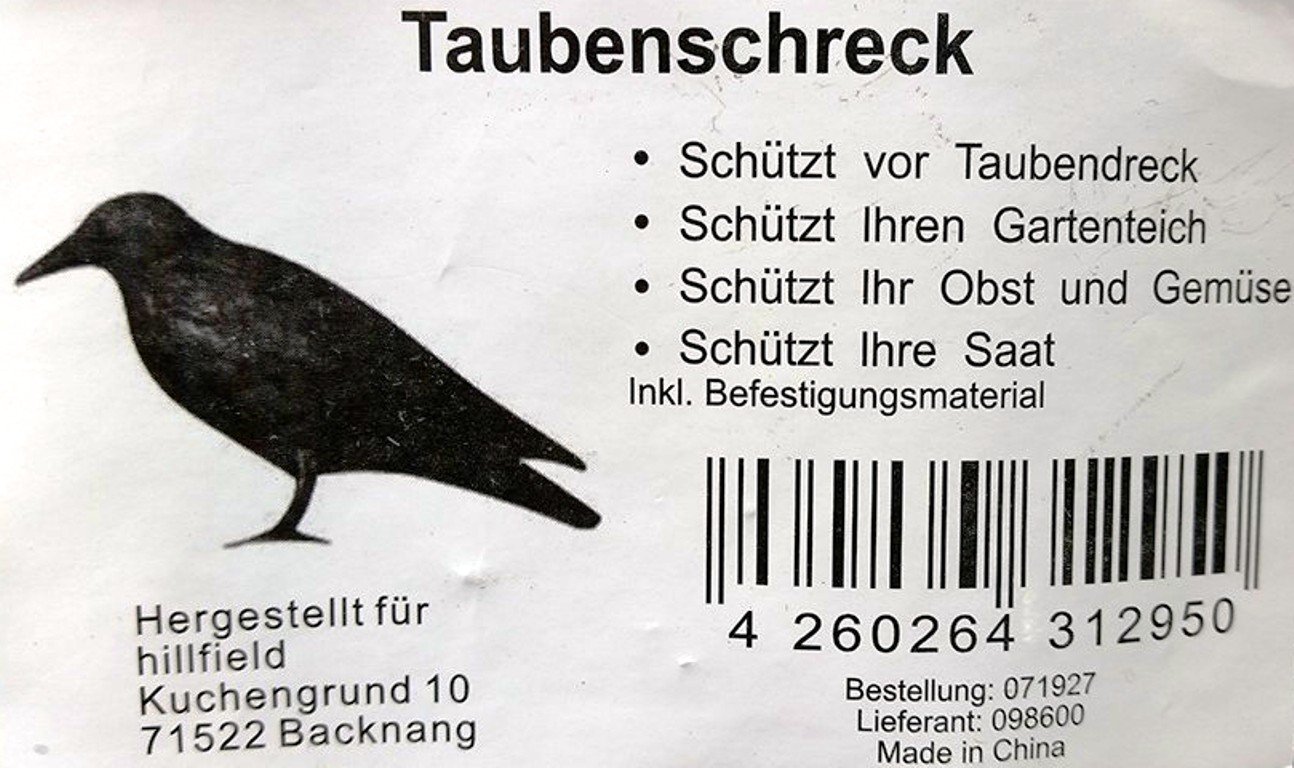 Taubenschreck
• Schützt vor Taubendreck
• Schützt Ihren Gartenteich
• Schützt Ihr Obst und Gemüse
• Schützt Ihre Saat
Inkl. Befestigungsmaterial
4 260264 312950
Bestellung: 071927
Lieferant: 098600
Made in China
Hergestellt für
hillfield
Kuchengrund 10
71522 Backnang